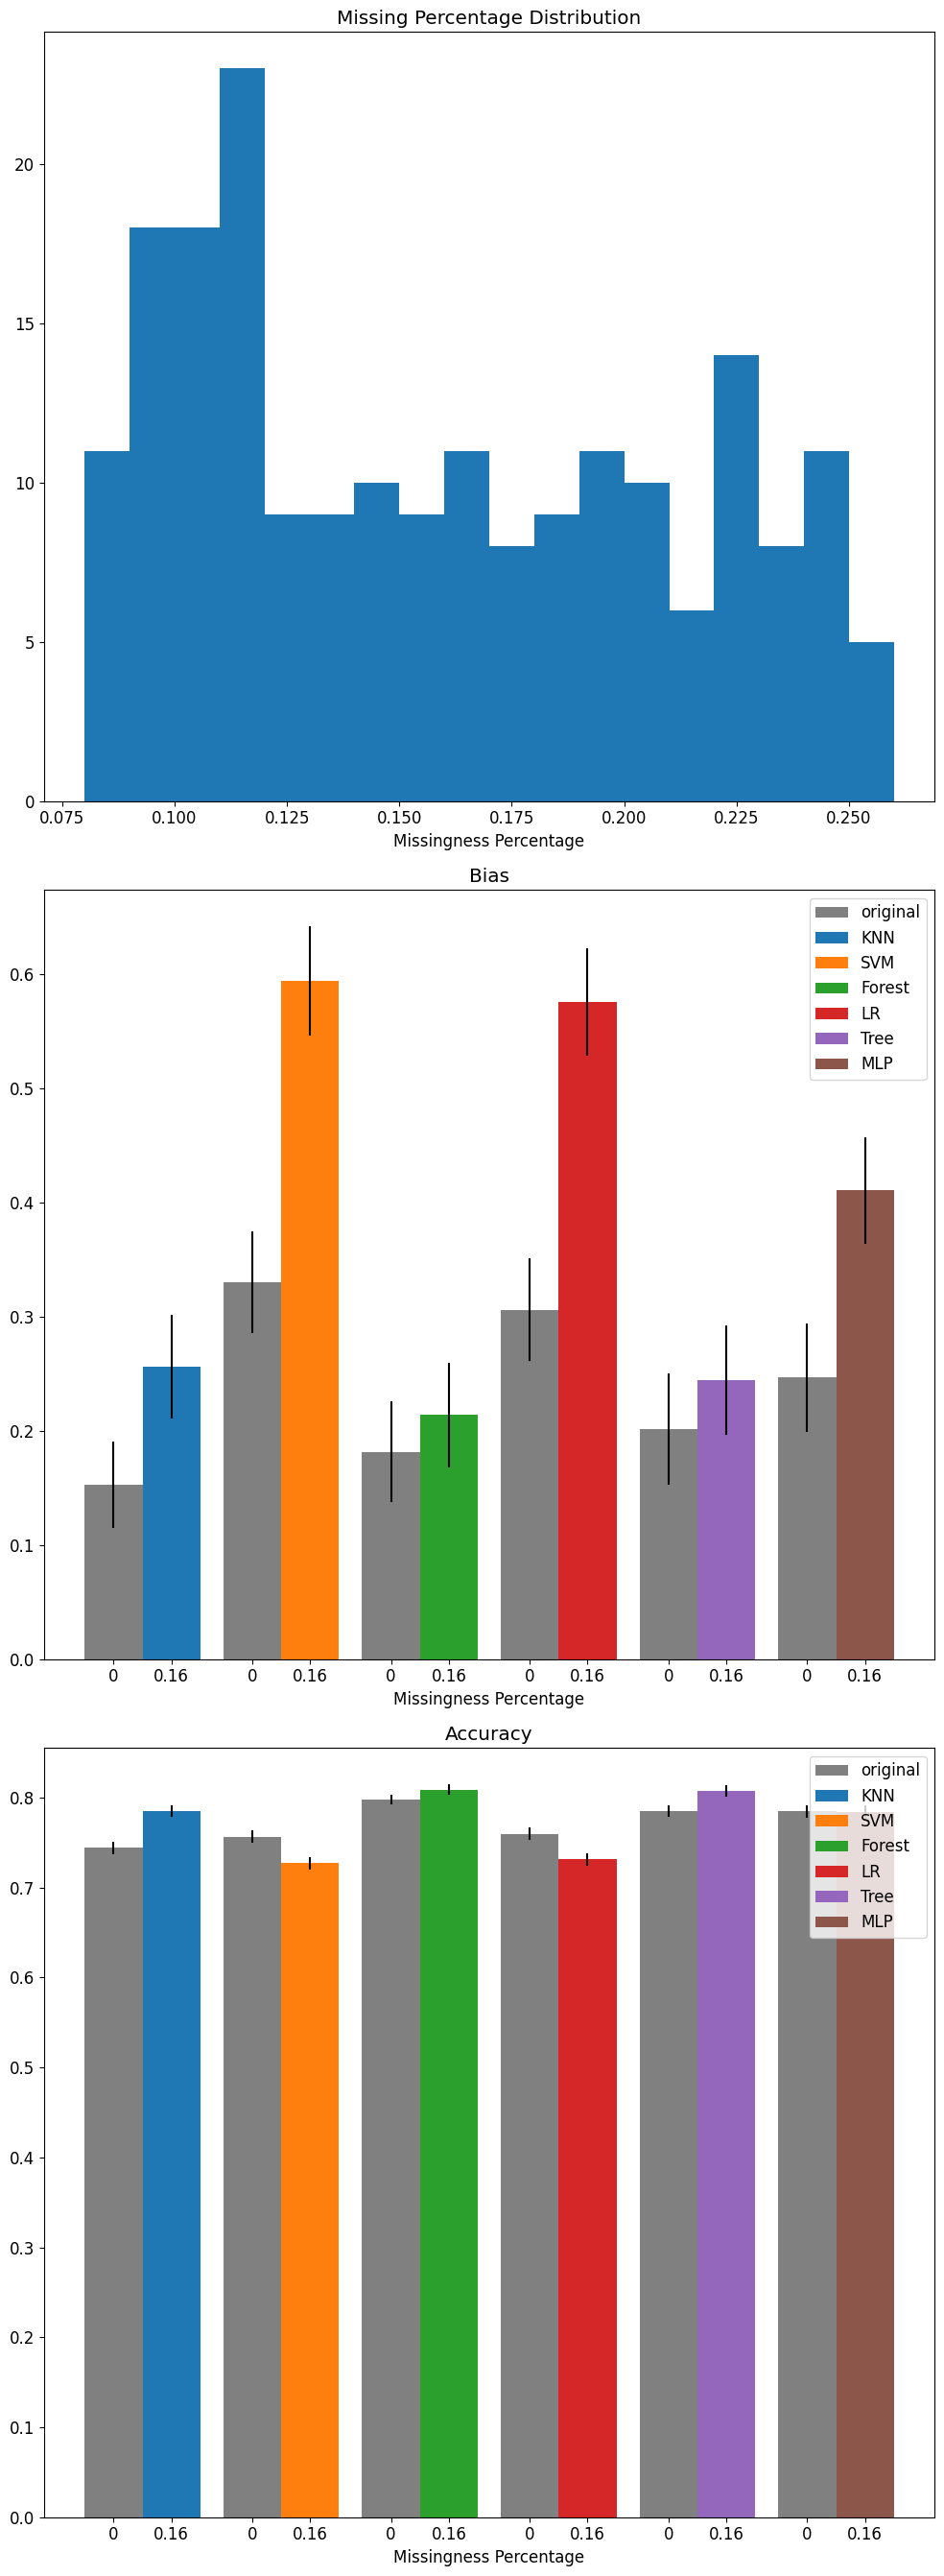 Missing Percentage Distribution
20
15
10
5
0
0.075 0.100 0.125 0.150 0.175 0.200 0.225 0.250
Missingness Percentage
Bias
original
KNN
SVM
Forest
LR
Tree
MLP
0.6
0.5
0.4
0.3
0.2
0.1
0.0
0 0.16 0 0.16 0 0.16 0 0.16 0 0.16 0 0.16
Missingness Percentage
Accuracy
original
KNN
SVM
Forest
LR
Tree
MLP
0.8
0.7
0.6
0.5
0.4
0.3
0.2
0.1
0.0
0 0.16 0 0.16 0 0.16 0 0.16 0 0.16 0 0.16
Missingness Percentage